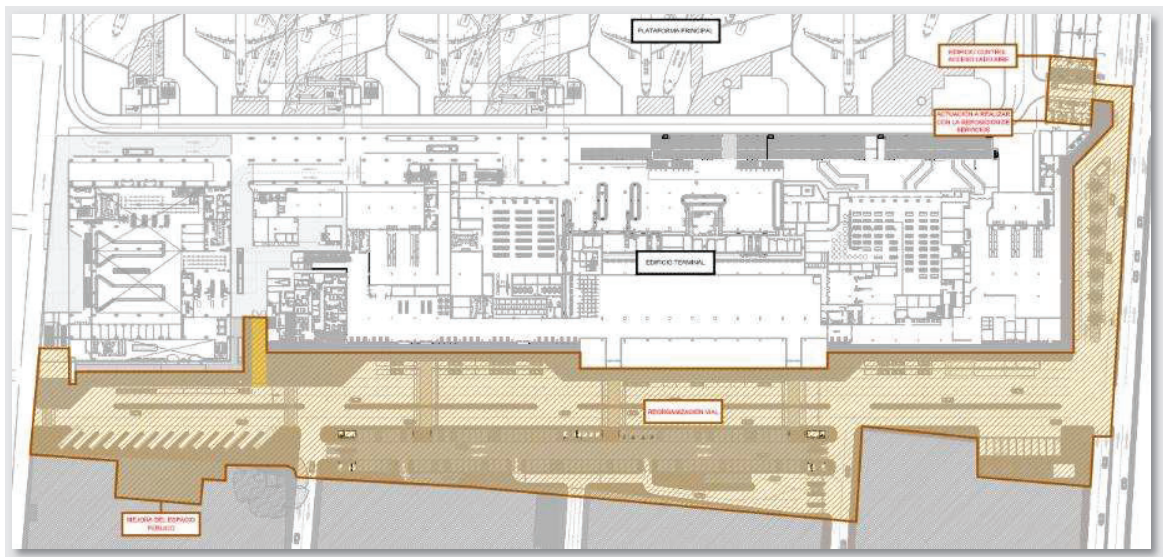 PLATAFORMA PRINCIPAL
EDIFICIO CONTROL
ACCESO LADO AIRE
ACTUACIÓN A REALIZAR
CON LA REPOSICIÓN DE
SERVICIOS
EDIFICIO TERMINAL
REORGANIZACIÓN VIAL
MEJORA DEL ESPACIO
PÚBLICO